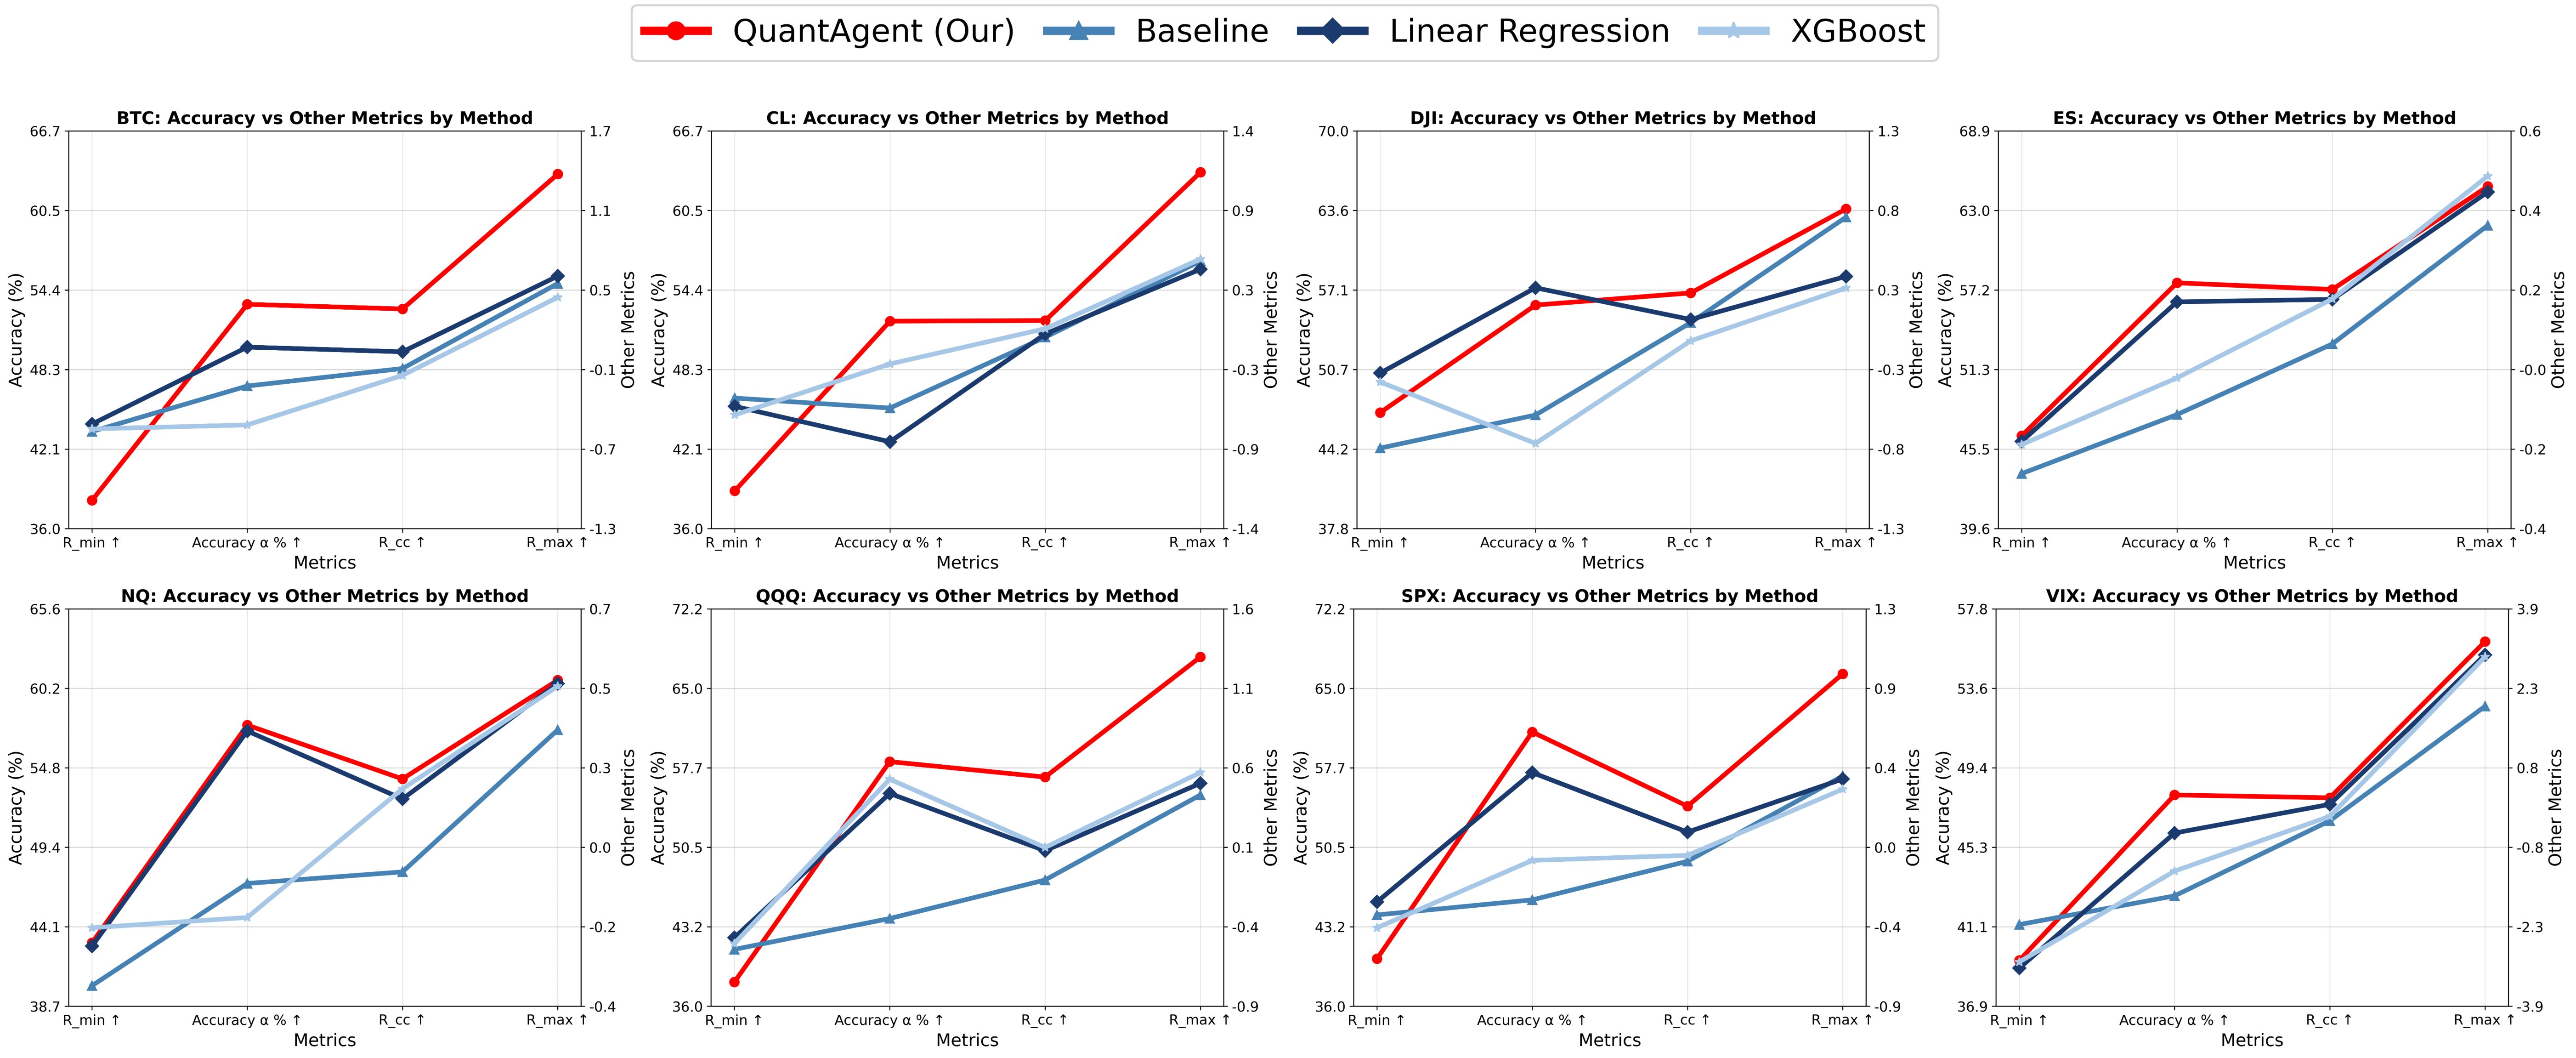 QuantAgent (Our) Baseline Linear Regression XGBoost
BTC: Accuracy vs Other Metrics by Method
Accuracy (%)
66.7
60.5
54.4
48.3
42.1
36.0
1.7
1.1
0.5
-0.1
-0.7
-1.3
Other Metrics
R_min ↑ Accuracy α % ↑ R_cc ↑ R_max ↑
Metrics
CL: Accuracy vs Other Metrics by Method
Accuracy (%)
66.7
60.5
54.4
48.3
42.1
36.0
1.4
0.9
0.3
-0.3
-0.9
-1.4
Other Metrics
R_min ↑ Accuracy α % ↑ R_cc ↑ R_max ↑
Metrics
DJI: Accuracy vs Other Metrics by Method
Accuracy (%)
70.0
63.6
57.1
50.7
44.2
37.8
1.3
0.8
0.3
-0.3
-0.8
-1.3
Other Metrics
R_min ↑ Accuracy α % ↑ R_cc ↑ R_max ↑
Metrics
ES: Accuracy vs Other Metrics by Method
Accuracy (%)
68.9
63.0
57.2
51.3
45.5
39.6
0.6
0.4
0.2
-0.0
-0.2
-0.4
Other Metrics
R_min ↑ Accuracy α % ↑ R_cc ↑ R_max ↑
Metrics
NQ: Accuracy vs Other Metrics by Method
Accuracy (%)
65.6
60.2
54.8
49.4
44.1
38.7
0.7
0.5
0.3
0.0
-0.2
-0.4
Other Metrics
R_min ↑ Accuracy α % ↑ R_cc ↑ R_max ↑
Metrics
QQQ: Accuracy vs Other Metrics by Method
Accuracy (%)
72.2
65.0
57.7
50.5
43.2
36.0
1.6
1.1
0.6
0.1
-0.4
-0.9
Other Metrics
R_min ↑ Accuracy α % ↑ R_cc ↑ R_max ↑
Metrics
SPX: Accuracy vs Other Metrics by Method
Accuracy (%)
72.2
65.0
57.7
50.5
43.2
36.0
1.3
0.9
0.4
0.0
-0.4
-0.9
Other Metrics
R_min ↑ Accuracy α % ↑ R_cc ↑ R_max ↑
Metrics
VIX: Accuracy vs Other Metrics by Method
Accuracy (%)
57.8
53.6
49.4
45.3
41.1
36.9
3.9
2.3
0.8
-0.8
-2.3
-3.9
Other Metrics
R_min ↑ Accuracy α % ↑ R_cc ↑ R_max ↑
Metrics